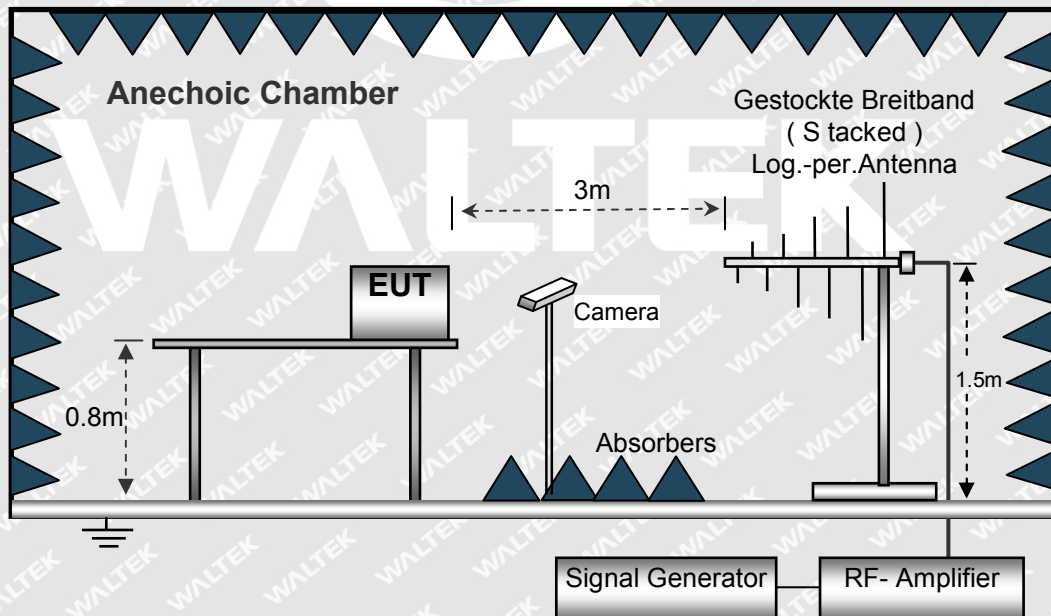 Anechoic Chamber
WALTEK
Gestockte Breitband
( S tacked )
Log.-per.Antenna
3m
EUT
Camera
0.8m
1.5m
Absorbers
Signal Generator
RF- Amplifier